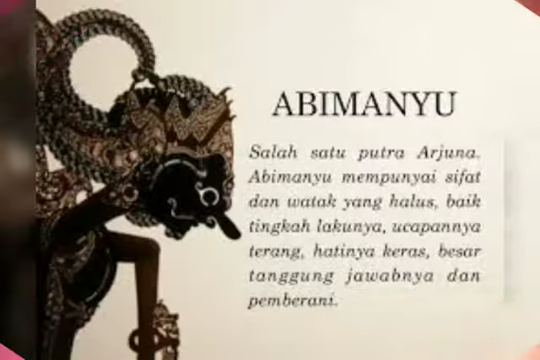 ABIMANYU
Salah satu putra Arjuna.
Abimanyu mempunyai sifat
dan watak yang halus, baik
tingkah lakunya, ucapannya
terang, hatinya keras, besar
tanggung jawabnya dan
pemberani.